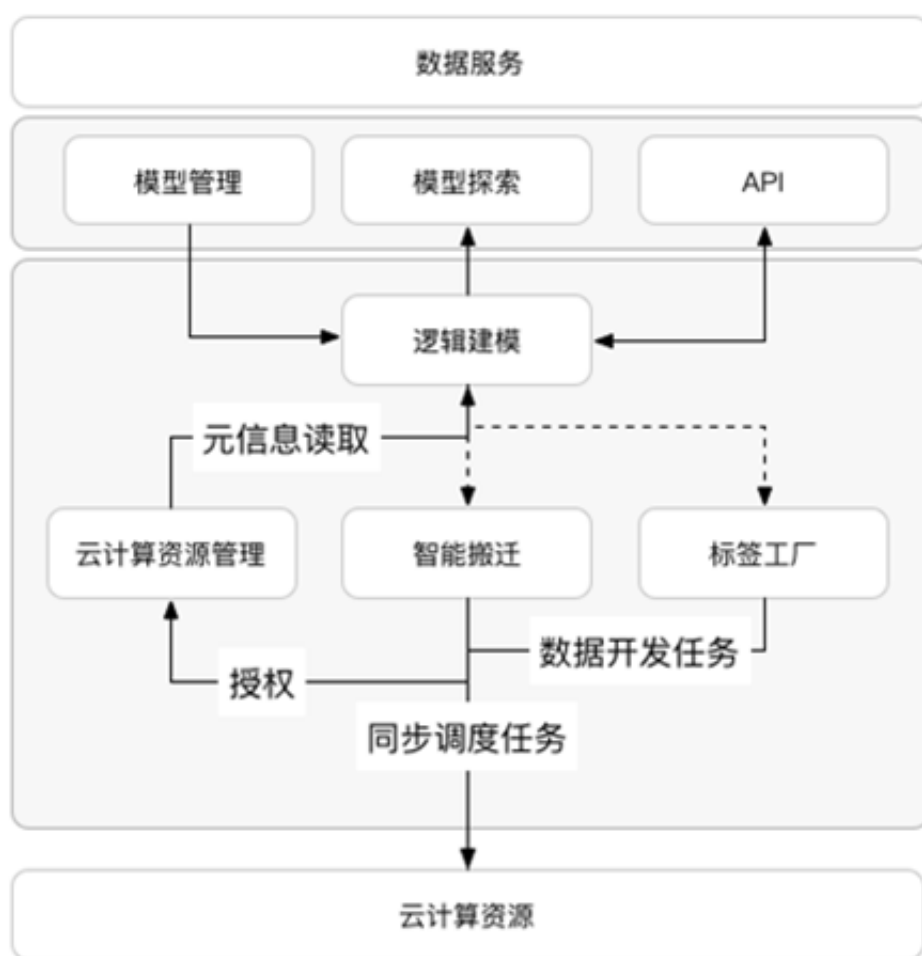 数据服务
模型管理
模型探索
API
逻辑建模
元信息读取
云计算资源管理
智能搬迁
标签工厂
数据开发任务
授权
同步调度任务
云计算资源